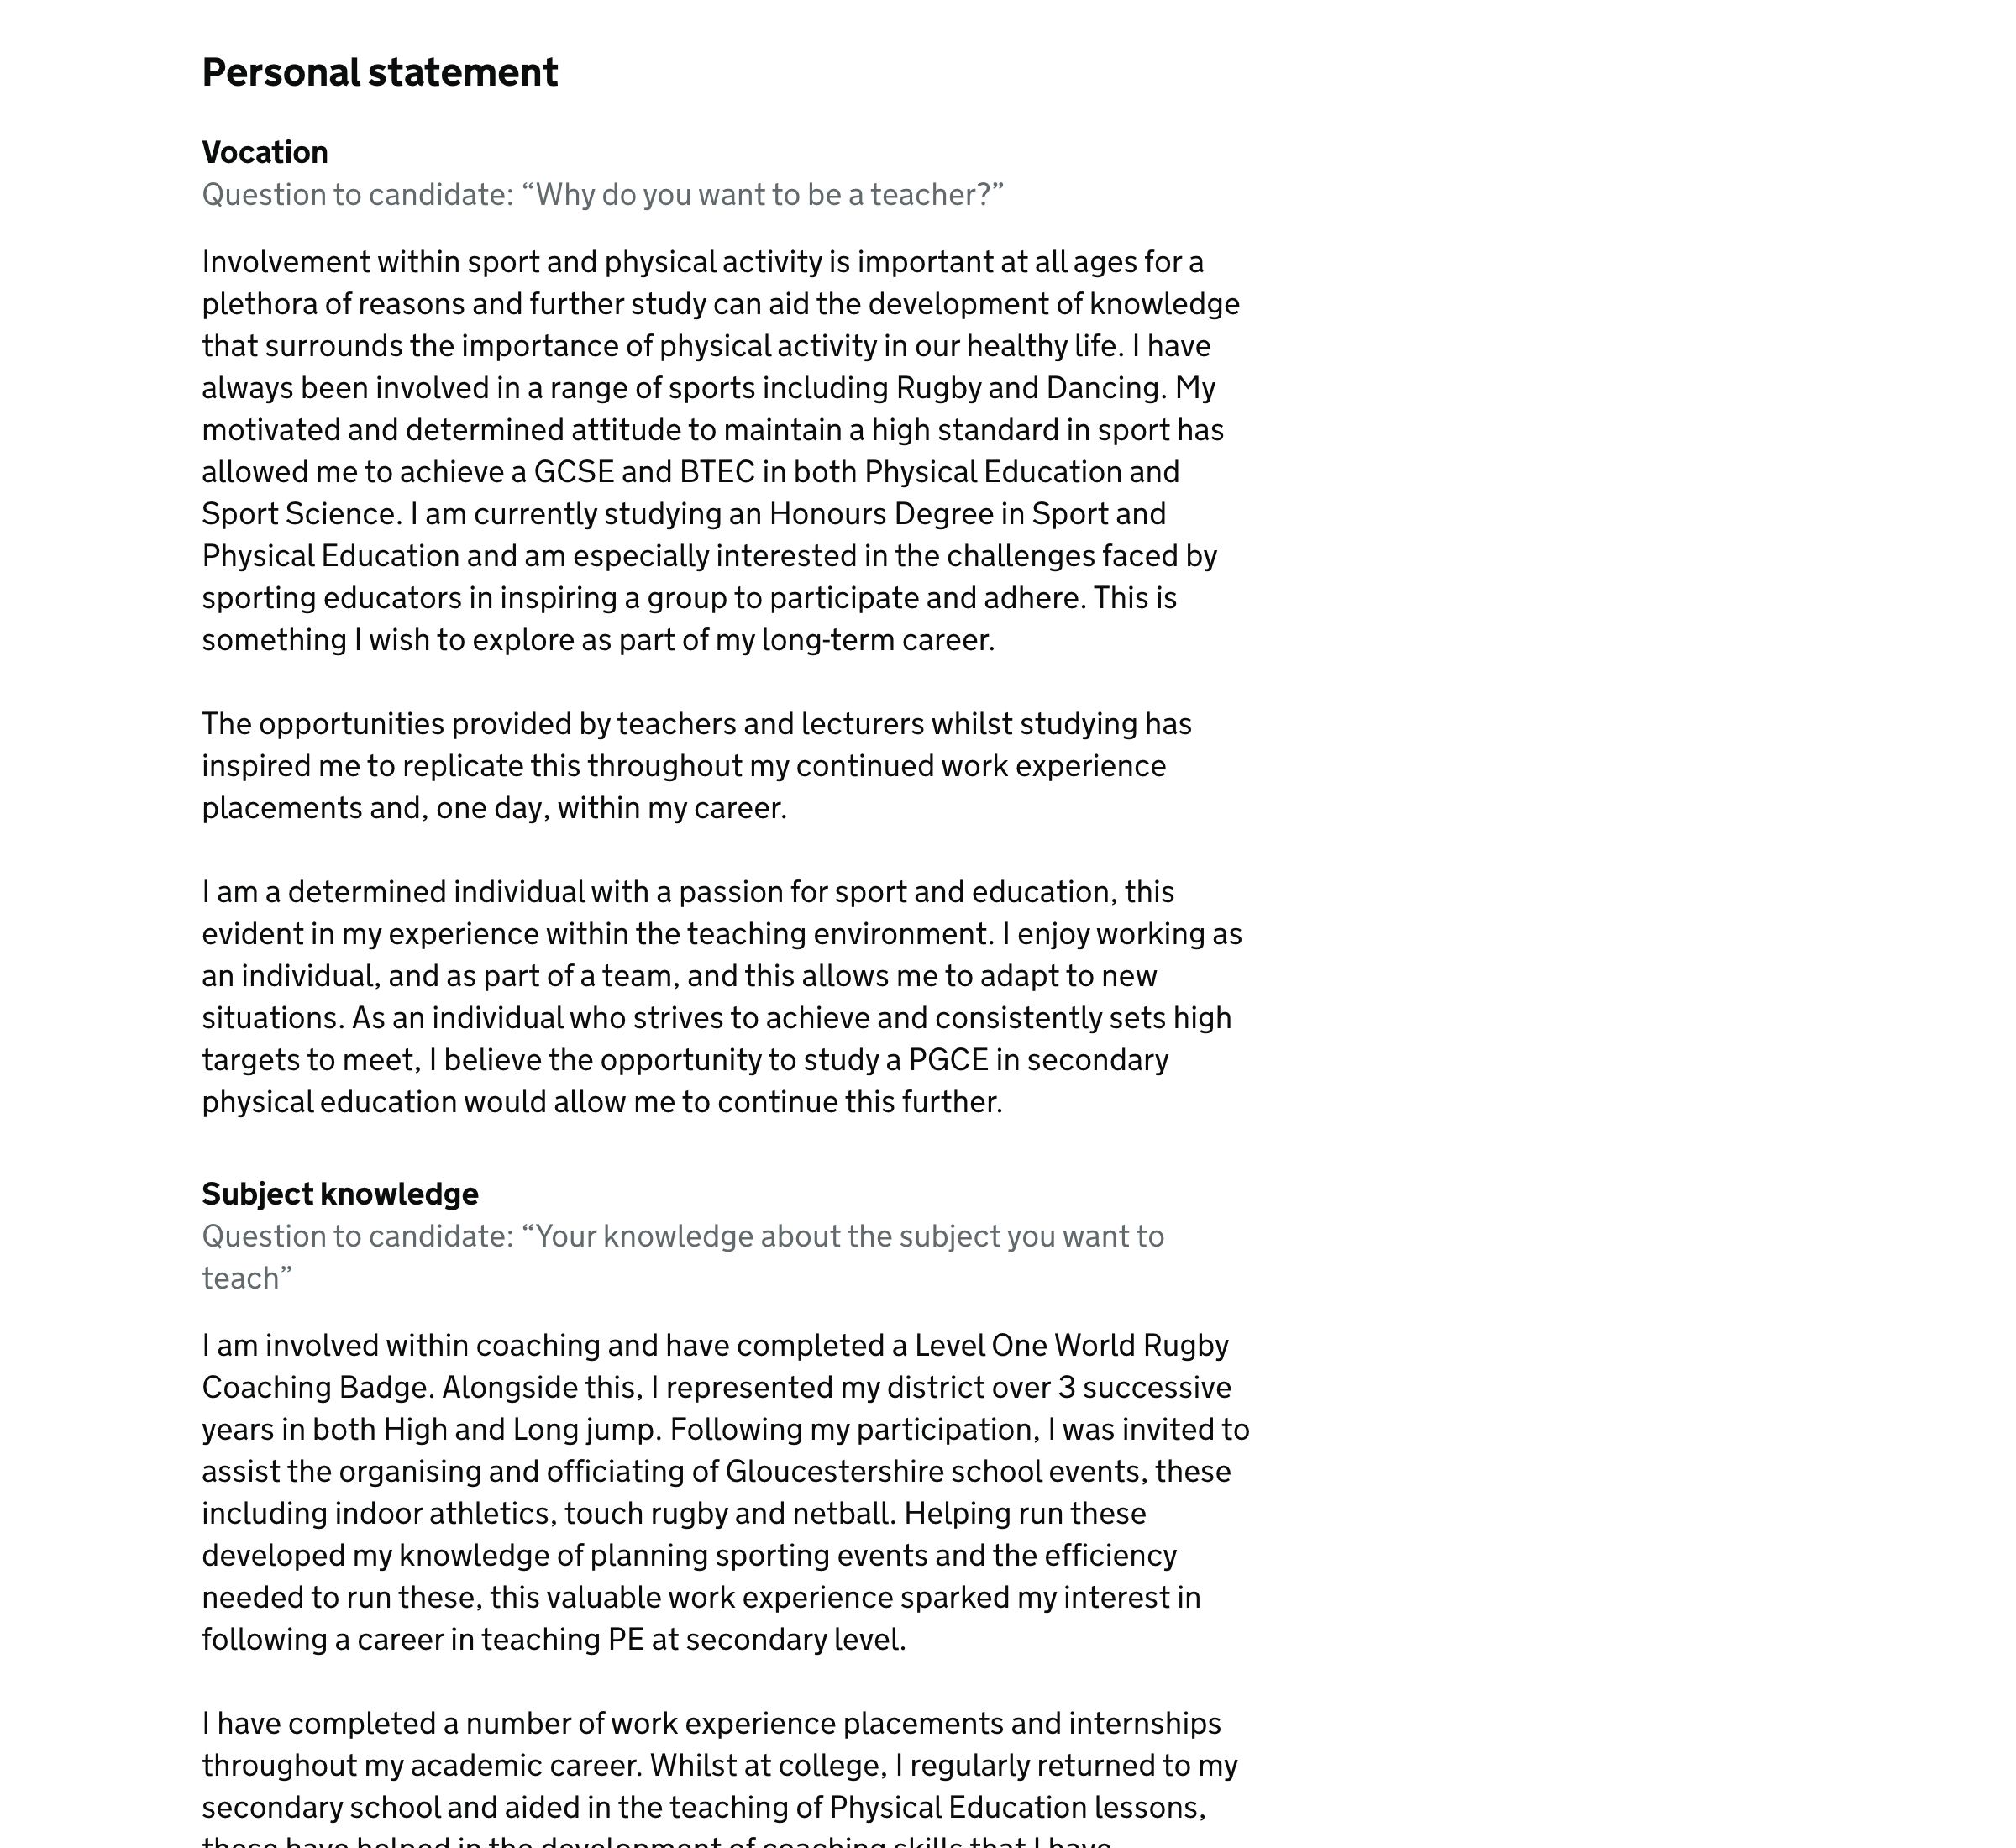 Personal statement
Vocation
Question to candidate: “Why do you want to be a teacher?”
Involvement within sport and physical activity is important at all ages for a
plethora of reasons and further study can aid the development of knowledge
that surrounds the importance of physical activity in our healthy life. I have
always been involved in a range of sports including Rugby and Dancing. My
motivated and determined attitude to maintain a high standard in sport has
allowed me to achieve a GCSE and BTEC in both Physical Education and
Sport Science. I am currently studying an Honours Degree in Sport and
Physical Education and am especially interested in the challenges faced by
sporting educators in inspiring a group to participate and adhere. This is
something I wish to explore as part of my long-term career.
The opportunities provided by teachers and lecturers whilst studying has
inspired me to replicate this throughout my continued work experience
placements and, one day, within my career.
I am a determined individual with a passion for sport and education, this
evident in my experience within the teaching environment. I enjoy working as
an individual, and as part of a team, and this allows me to adapt to new
situations. As an individual who strives to achieve and consistently sets high
targets to meet, I believe the opportunity to study a PGCE in secondary
physical education would allow me to continue this further.
Subject knowledge
Question to candidate: “Your knowledge about the subject you want to
teach”
I am involved within coaching and have completed a Level One World Rugby
Coaching Badge. Alongside this, I represented my district over 3 successive
years in both High and Long jump. Following my participation, I was invited to
assist the organising and officiating of Gloucestershire school events, these
including indoor athletics, touch rugby and netball. Helping run these
developed my knowledge of planning sporting events and the efficiency
needed to run these, this valuable work experience sparked my interest in
following a career in teaching PE at secondary level.
I have completed a number of work experience placements and internships
throughout my academic career. Whilst at college, I regularly returned to my
secondary school and aided in the teaching of Physical Education lessons,
these have helped in the development of coaching skills that I have